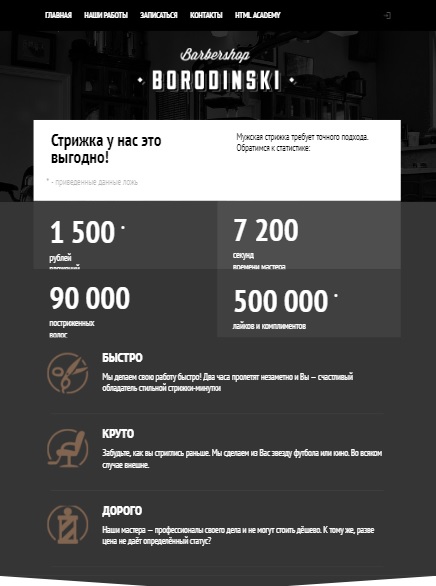 ГЛАВНАЯ НАШИ РАБОТЫ ЗАПИСАТЬСЯ КОНТАКТЫ HTML ACADEMY
Barbershop
BORODINSKI
Стрижка у нас это
выгодно!
* - приведенные данные ложь
Мужская стрижка требует точного подхода.
Обратимся к статистике:
1 500 *
рублей
7 200
секунд
времени мастера
90 000
постриженных
волос
500 000 *
лайков и комплиментов
БЫСТРО
Мы делаем свою работу быстро! Два часа пролетят незаметно и Вы — счастливый
обладатель стильной стрижки-минутки
КРУТО
Забудьте, как вы стриглись раньше. Мы сделаем из Вас звезду футбола или кино. Во всяком
случае внешне.
ДОРОГО
Наши мастера — профессионалы своего дела и не могут стоить дёшево. К тому же, разве
цена не даёт определённый статус?